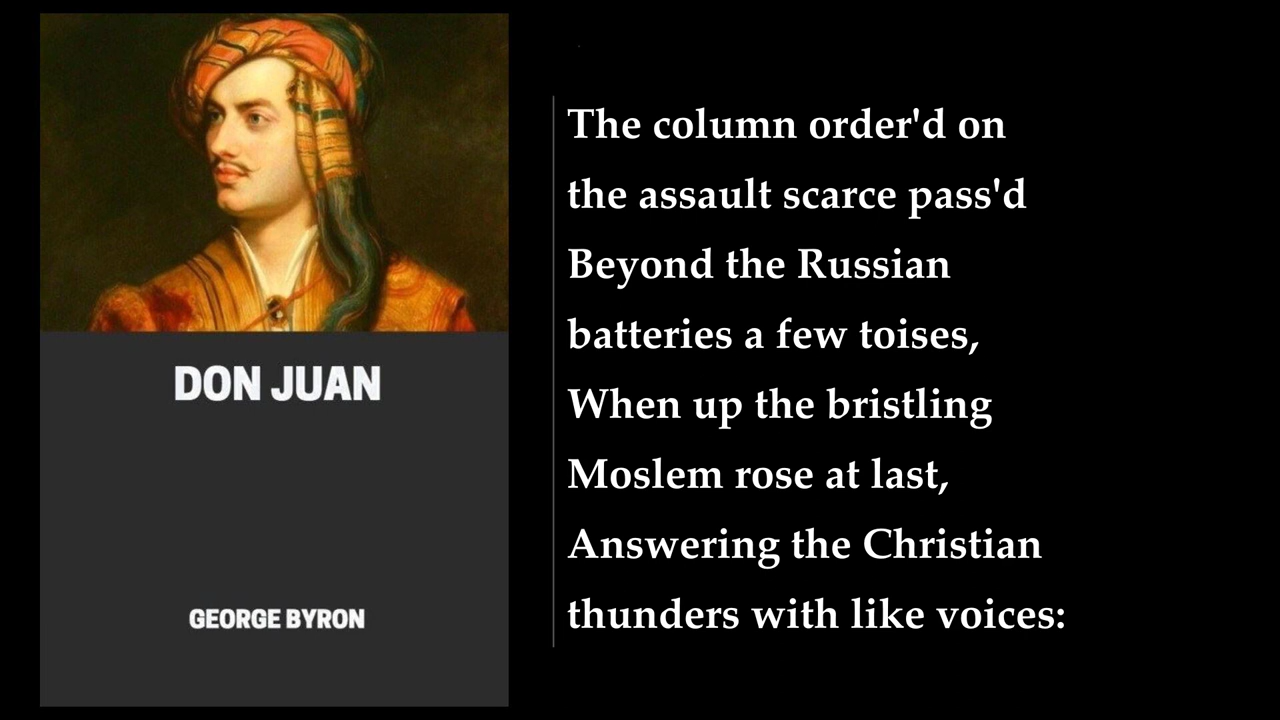 DON JUAN
GEORGE BYRON
The column order'd on
the assault scarce pass'd
Beyond the Russian
batteries a few toises,
When up the bristling
Moslem rose at last,
Answering the Christian
thunders with like voices: